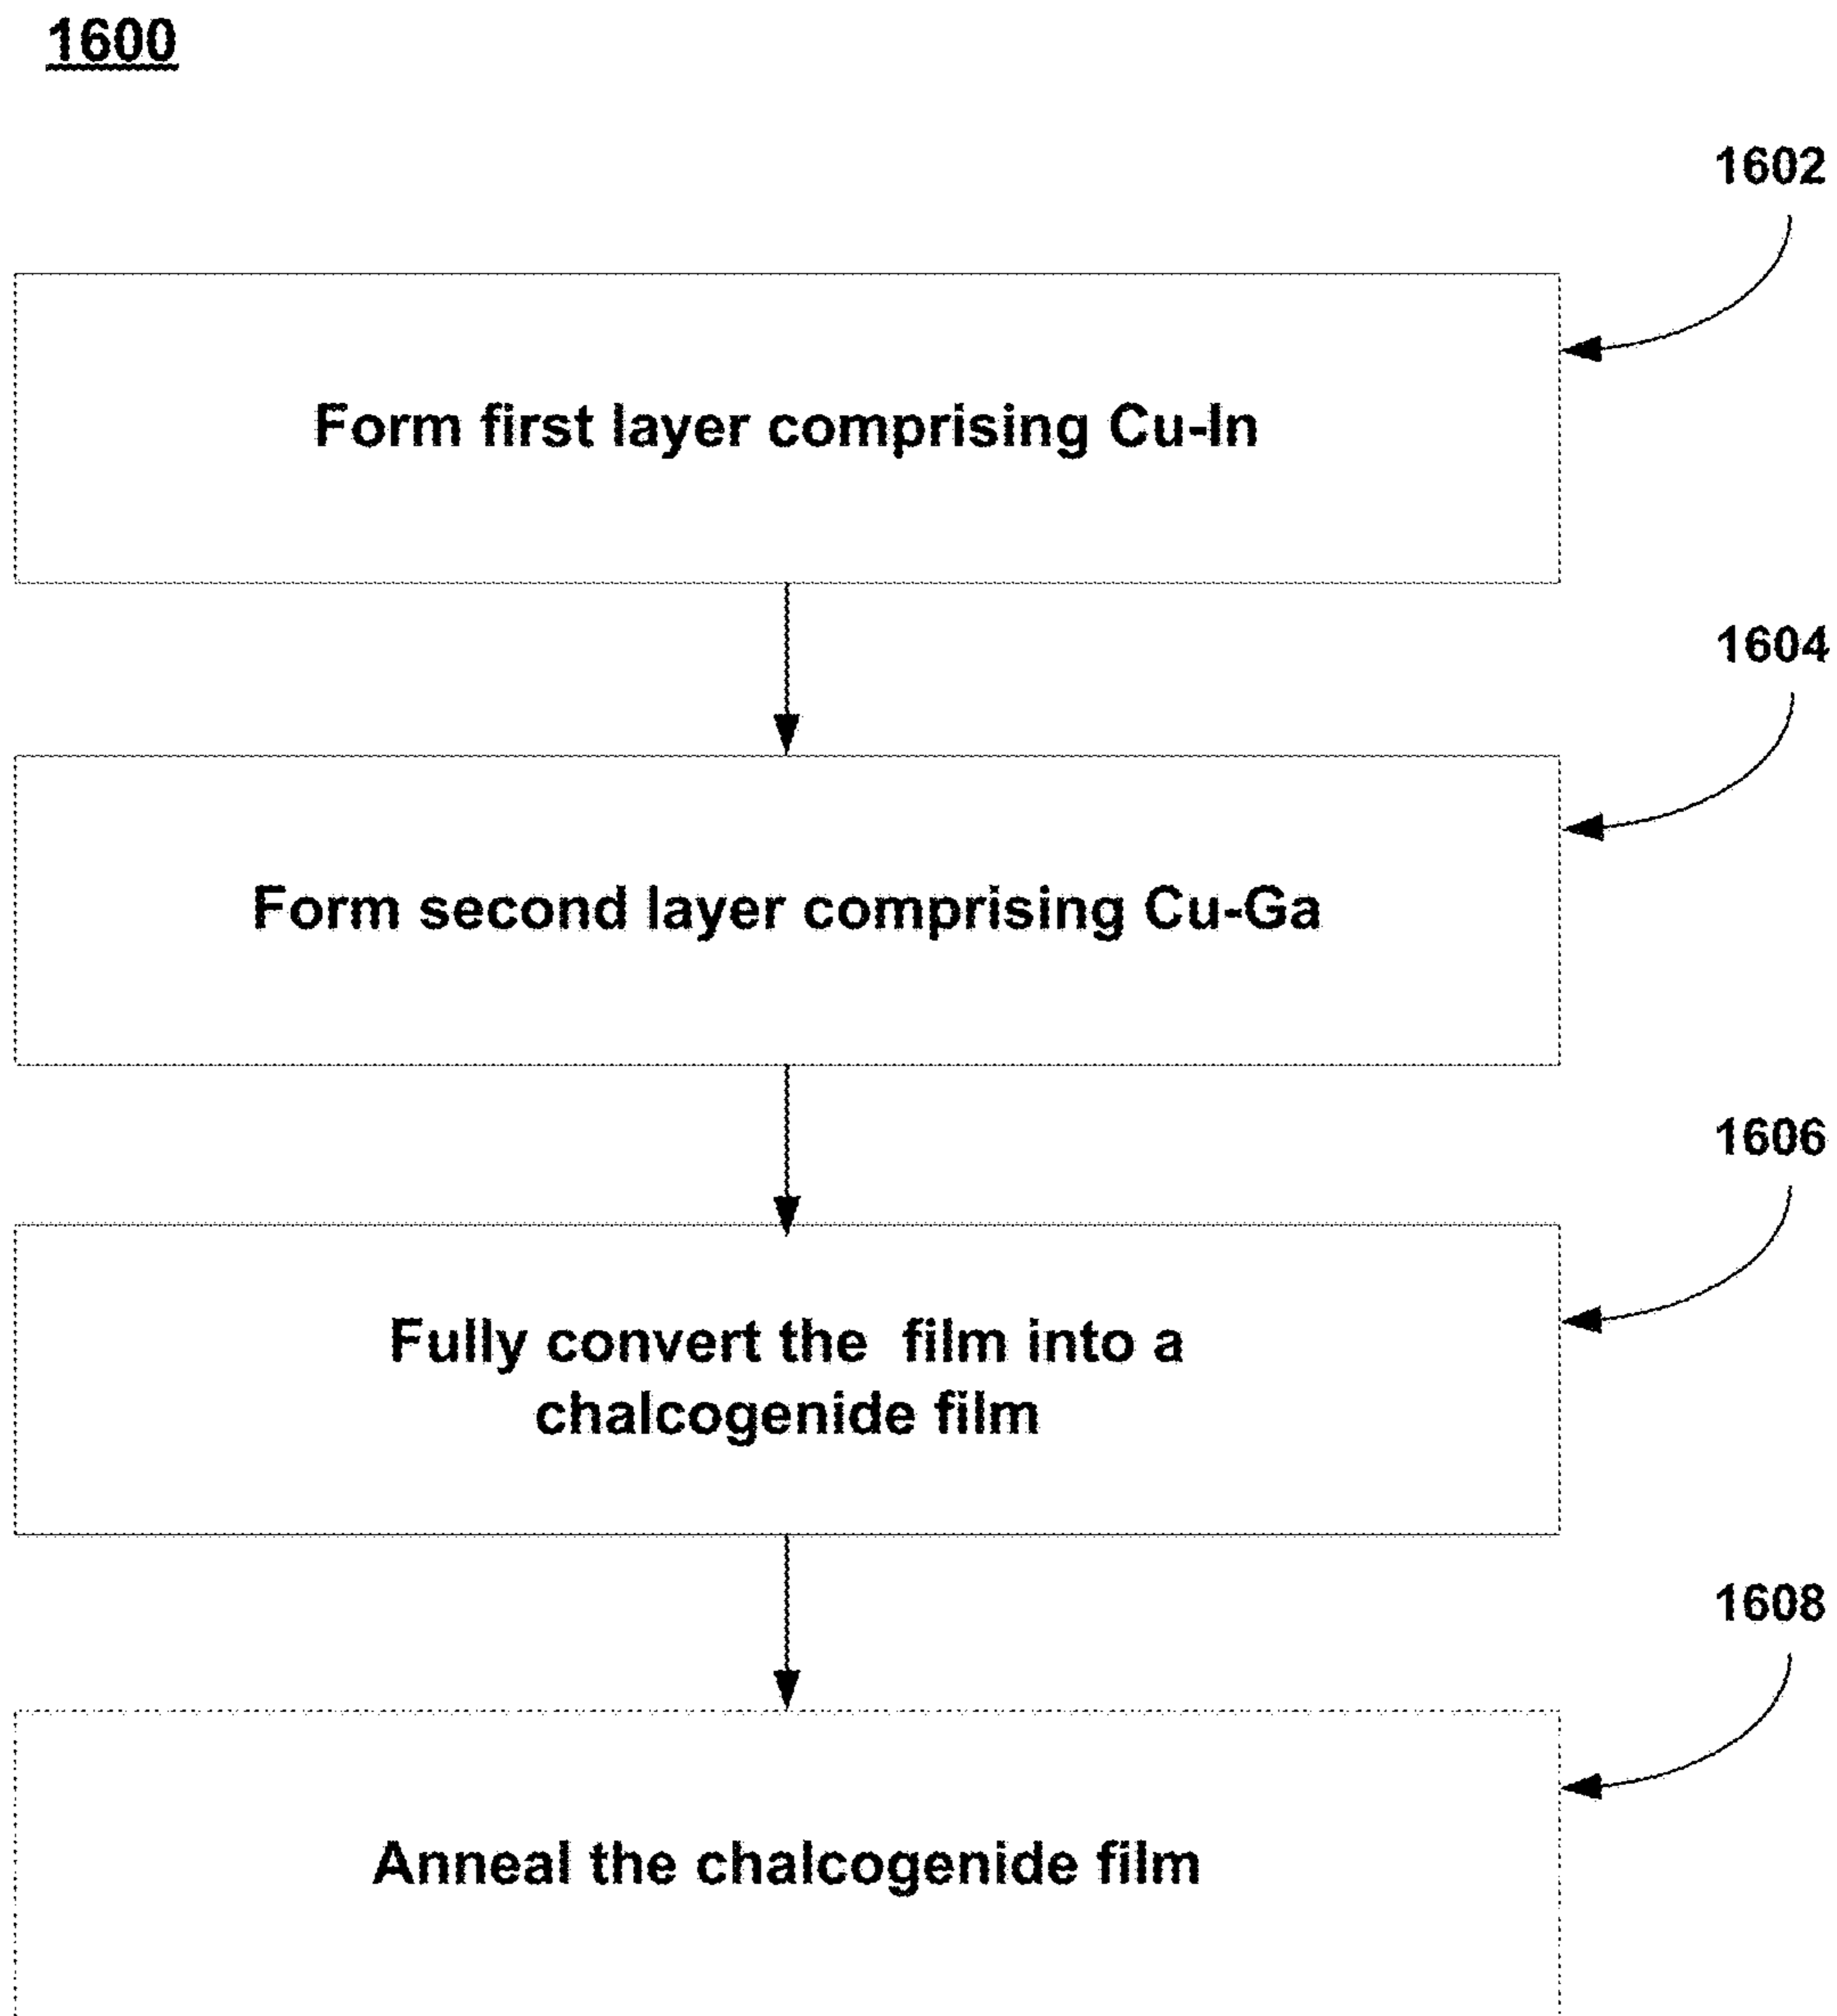 1600
1602
Form first layer comprising Cu-In
1604
Form second layer comprising Cu-Ga
1606
Fully convert the film into a
chalcogenide film
1608
Anneal the chalcogenide film